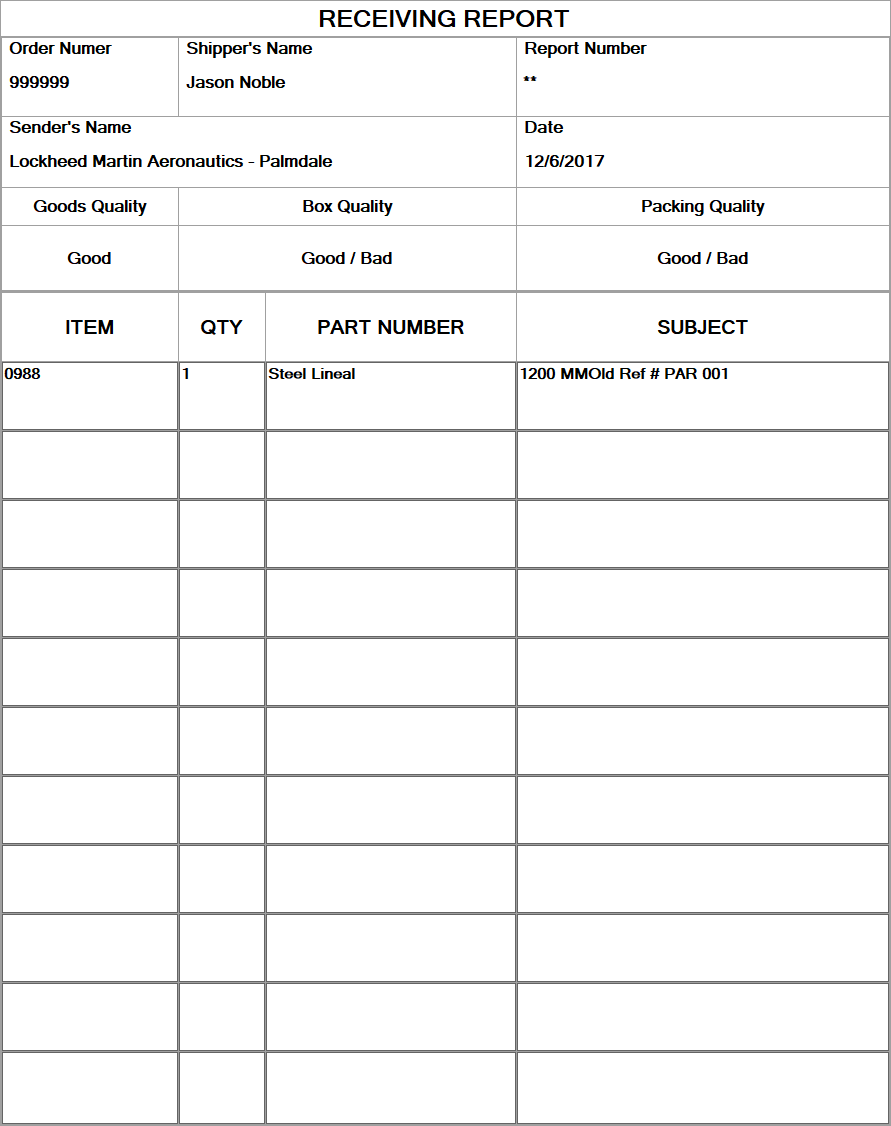 RECEIVING REPORT
Order Numer
999999
Shipper's Name
Jason Noble
Report Number
**
Sender's Name
Lockheed Martin Aeronautics - Palmdale
Date
12/6/2017
Goods Quality
Box Quality
Packing Quality
Good
Good / Bad
Good / Bad
ITEM
QTY
PART NUMBER
SUBJECT
0988
1
Steel Lineal
1200 MMOld Ref # PAR 001